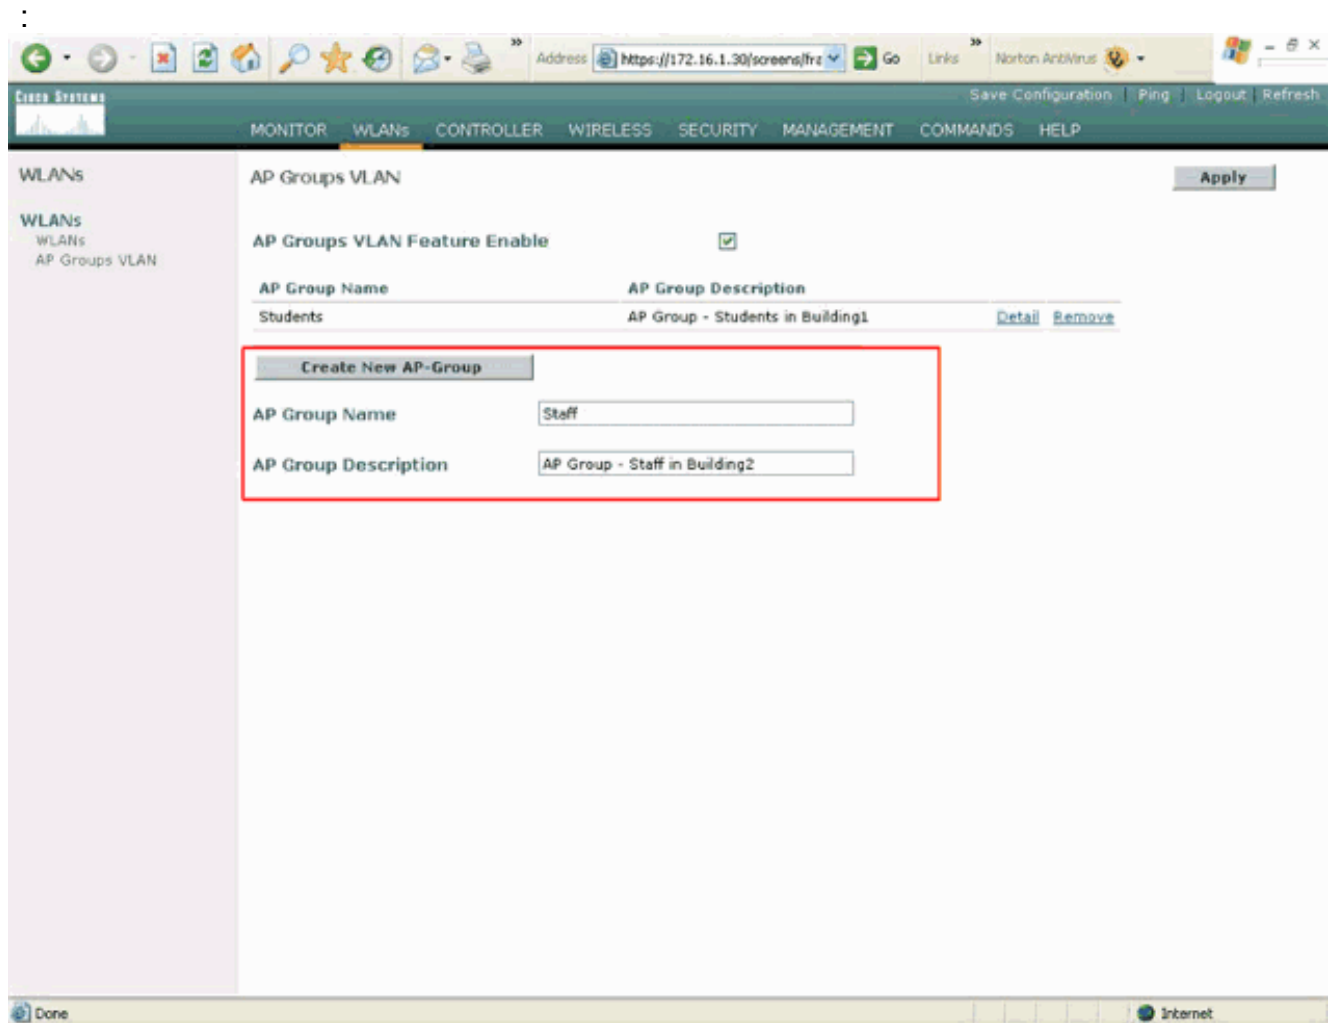 :
» Address https://172.16.1.30/screens/fra Go Links » Norton AntiVirus
CISCO SYSTEMS
Save Configuration | Ping | Logout | Refresh
MONITOR WLANs CONTROLLER WIRELESS SECURITY MANAGEMENT COMMANDS HELP
WLANs
WLANs
WLANs
AP Groups VLAN
AP Groups VLAN
Apply
AP Groups VLAN Feature Enable
AP Group Name AP Group Description
Students AP Group - Students in Building1 Detail Remove
Create New AP-Group
AP Group Name Staff
AP Group Description AP Group - Staff in Building2
Done Internet